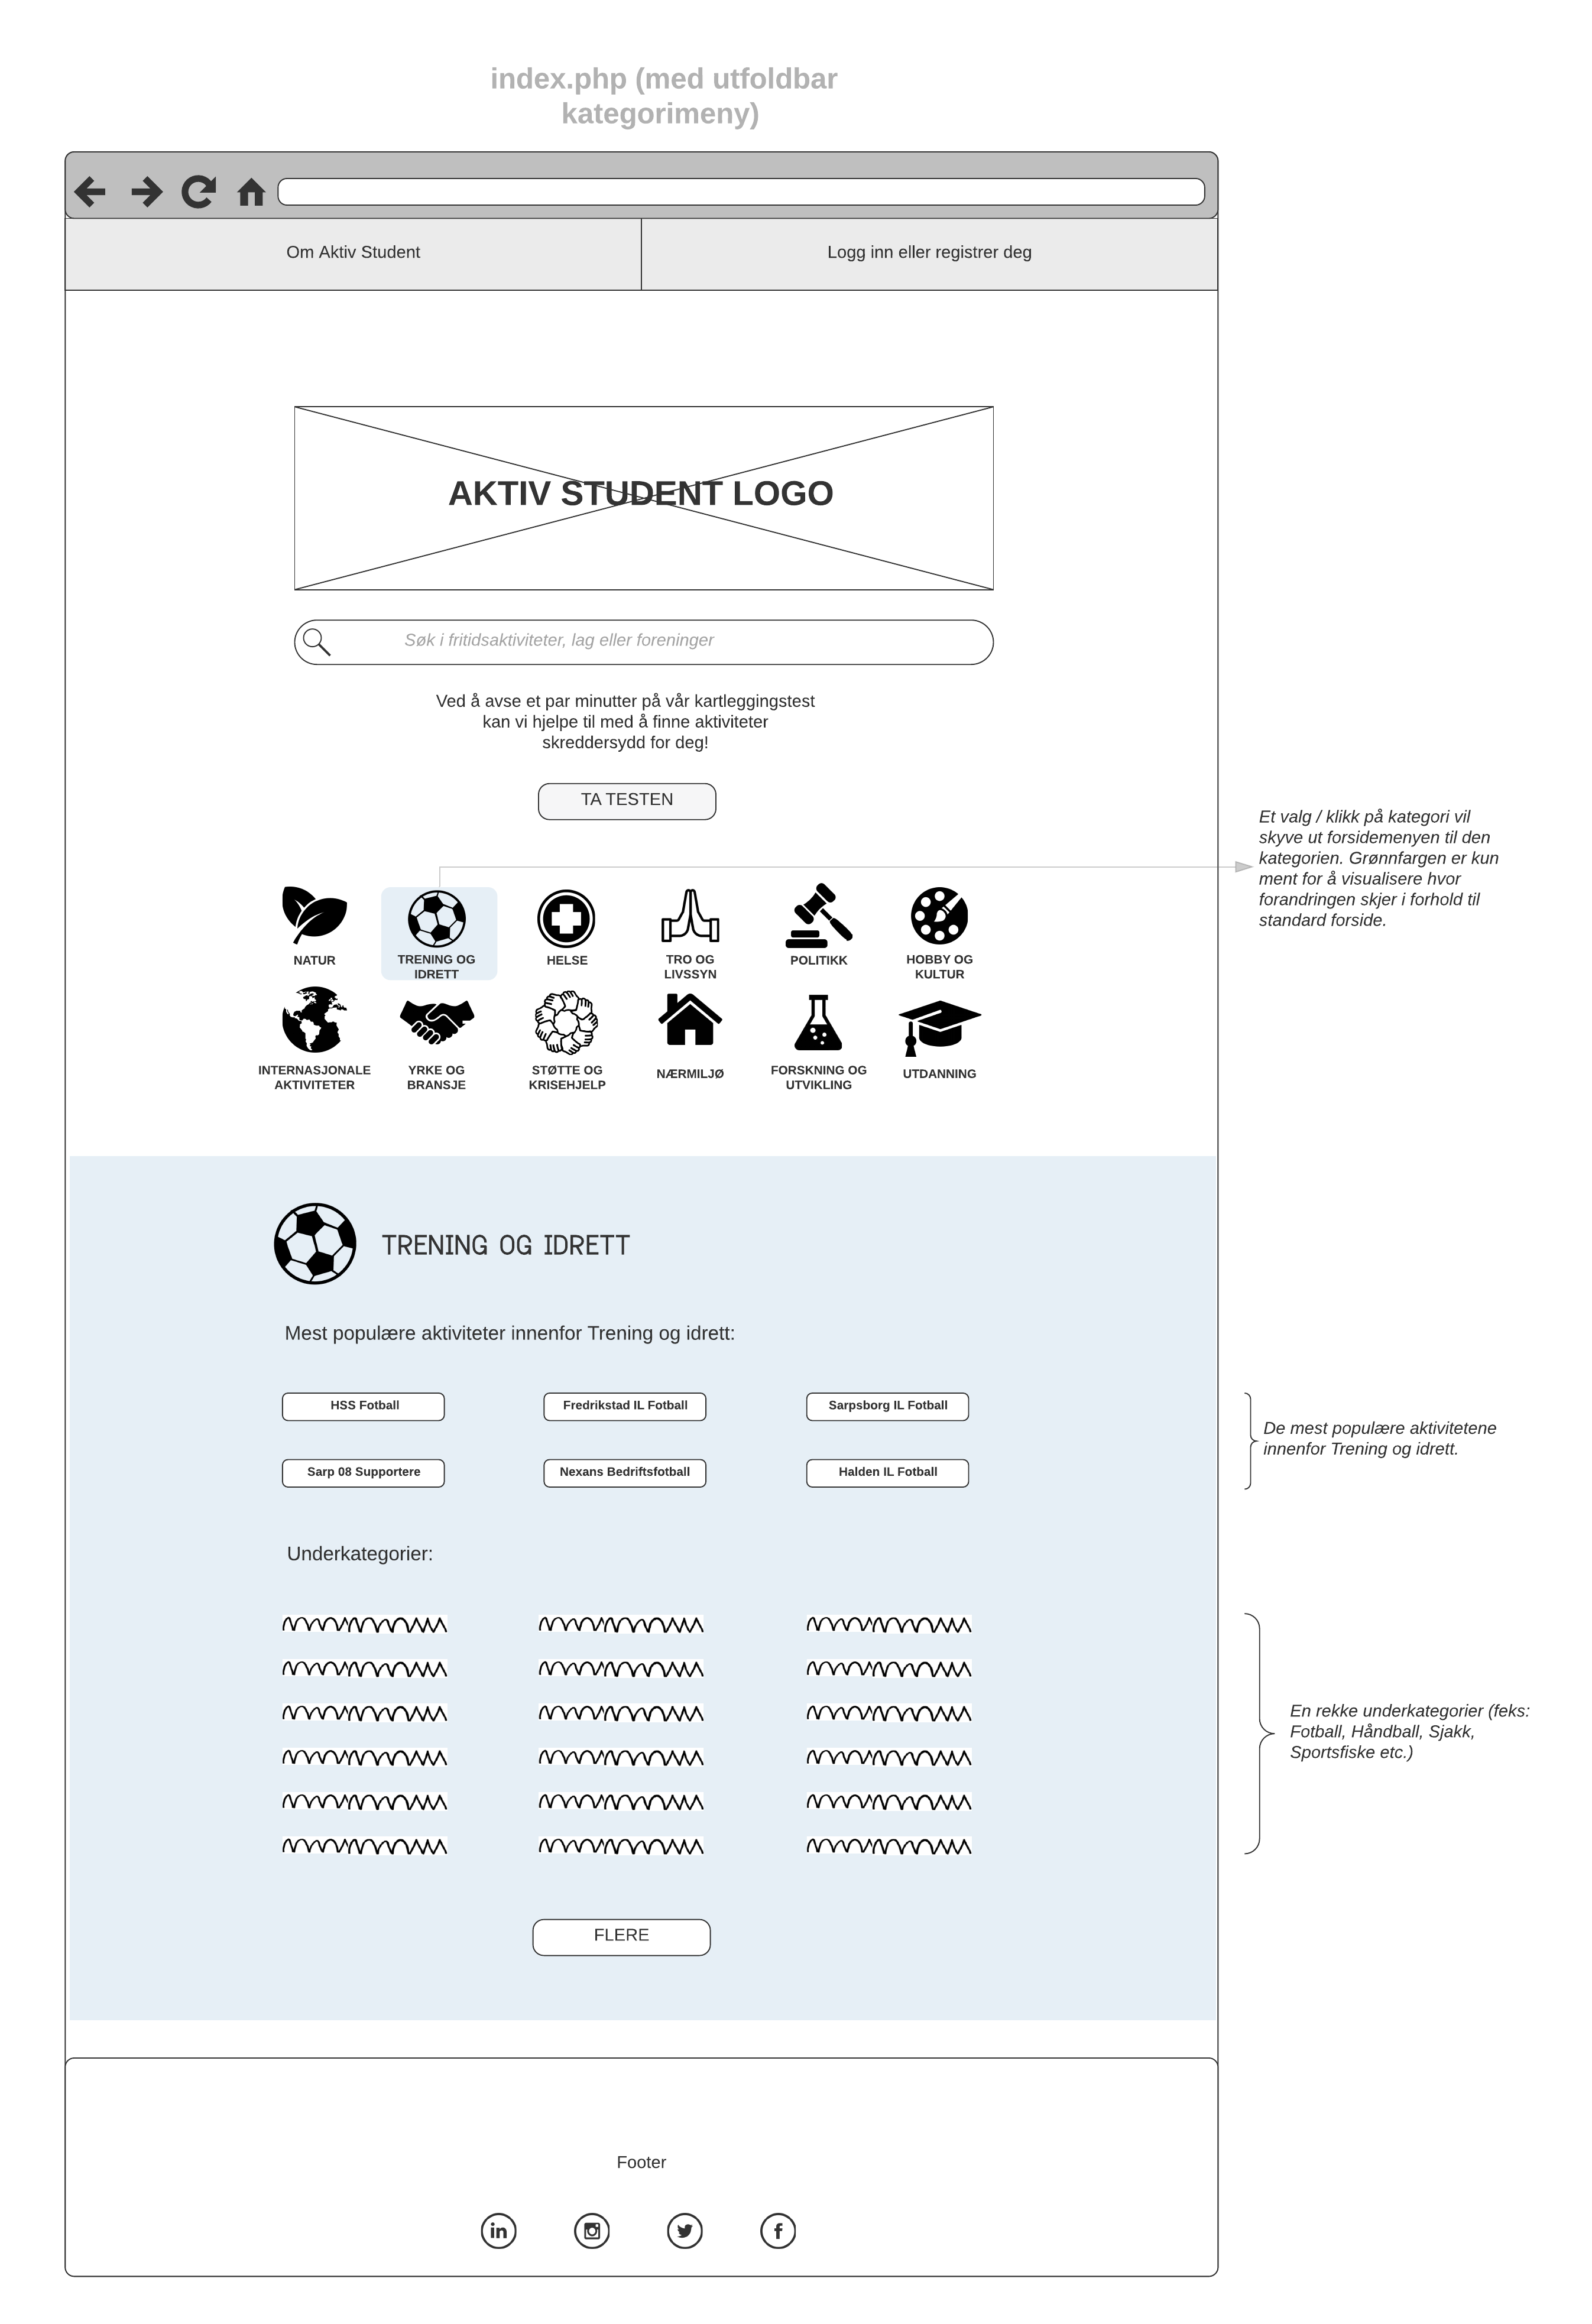 index.php (med utfoldbar
kategorimeny)
Om Aktiv Student
Logg inn eller registrer deg
AKTIV STUDENT LOGO
Søk i fritidsaktiviteter, lag eller foreninger
Ved å avse et par minutter på vår kartleggingstest
kan vi hjelpe til med å finne aktiviteter
skreddersydd for deg!
TA TESTEN
Et valg / klikk på kategori vil
skyve ut forsidemenyen til den
kategorien. Grønnfargen er kun
ment for å visualisere hvor
forandringen skjer i forhold til
standard forside.
NATUR
TRENING OG
IDRETT
HELSE
TRO OG
LIVSSYN
POLITIKK
HOBBY OG
KULTUR
INTERNASJONALE
AKTIVITETER
YRKE OG
BRANSJE
STØTTE OG
KRISEHJELP
NÆRMILJØ
FORSKNING OG
UTVIKLING
UTDANNING
TRENING OG IDRETT
Mest populære aktiviteter innenfor Trening og idrett:
HSS Fotball
Fredrikstad IL Fotball
Sarpsborg IL Fotball
Sarp 08 Supportere
Nexans Bedriftsfotball
Halden IL Fotball
De mest populære aktivitetene
innenfor Trening og idrett.
Underkategorier:
En rekke underkategorier (feks:
Fotball, Håndball, Sjakk,
Sportsfiske etc.)
FLERE
Footer